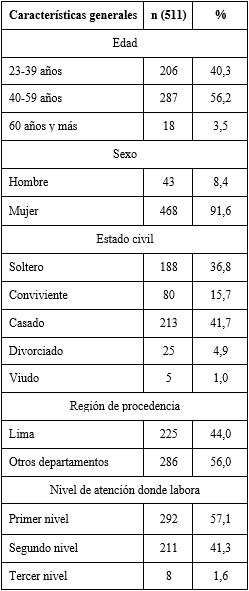 Características generales n (511) %
Edad
23-39 años 206 40,3
40-59 años 287 56,2
60 años y más 18 3,5
Sexo
Hombre 43 8,4
Mujer 468 91,6
Estado civil
Soltero 188 36,8
Conviviente 80 15,7
Casado 213 41,7
Divorciado 25 4,9
Viudo 5 1,0
Región de procedencia
Lima 225 44,0
Otros departamentos 286 56,0
Nivel de atención donde labora
Primer nivel 292 57,1
Segundo nivel 211 41,3
Tercer nivel 8 1,6